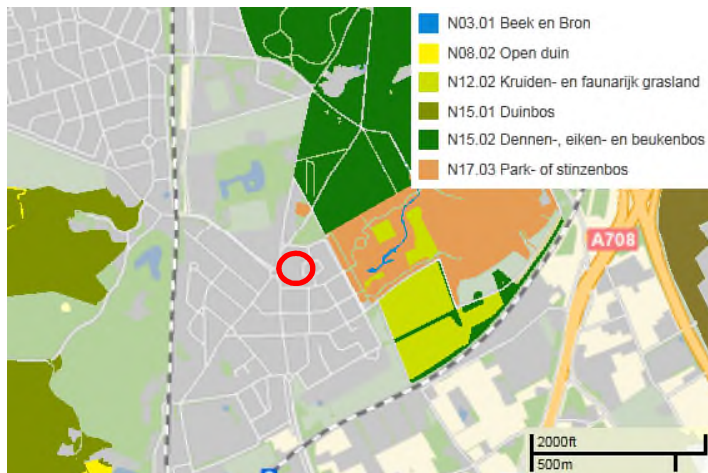 N03.01 Beek en Bron
N08.02 Open duin
N12.02 Kruiden- en faunarijk grasland
N15.01 Duinbos
N15.02 Dennen-, eiken- en beukenbos
N17.03 Park- of stinzenbos
A708
2000ft
500m